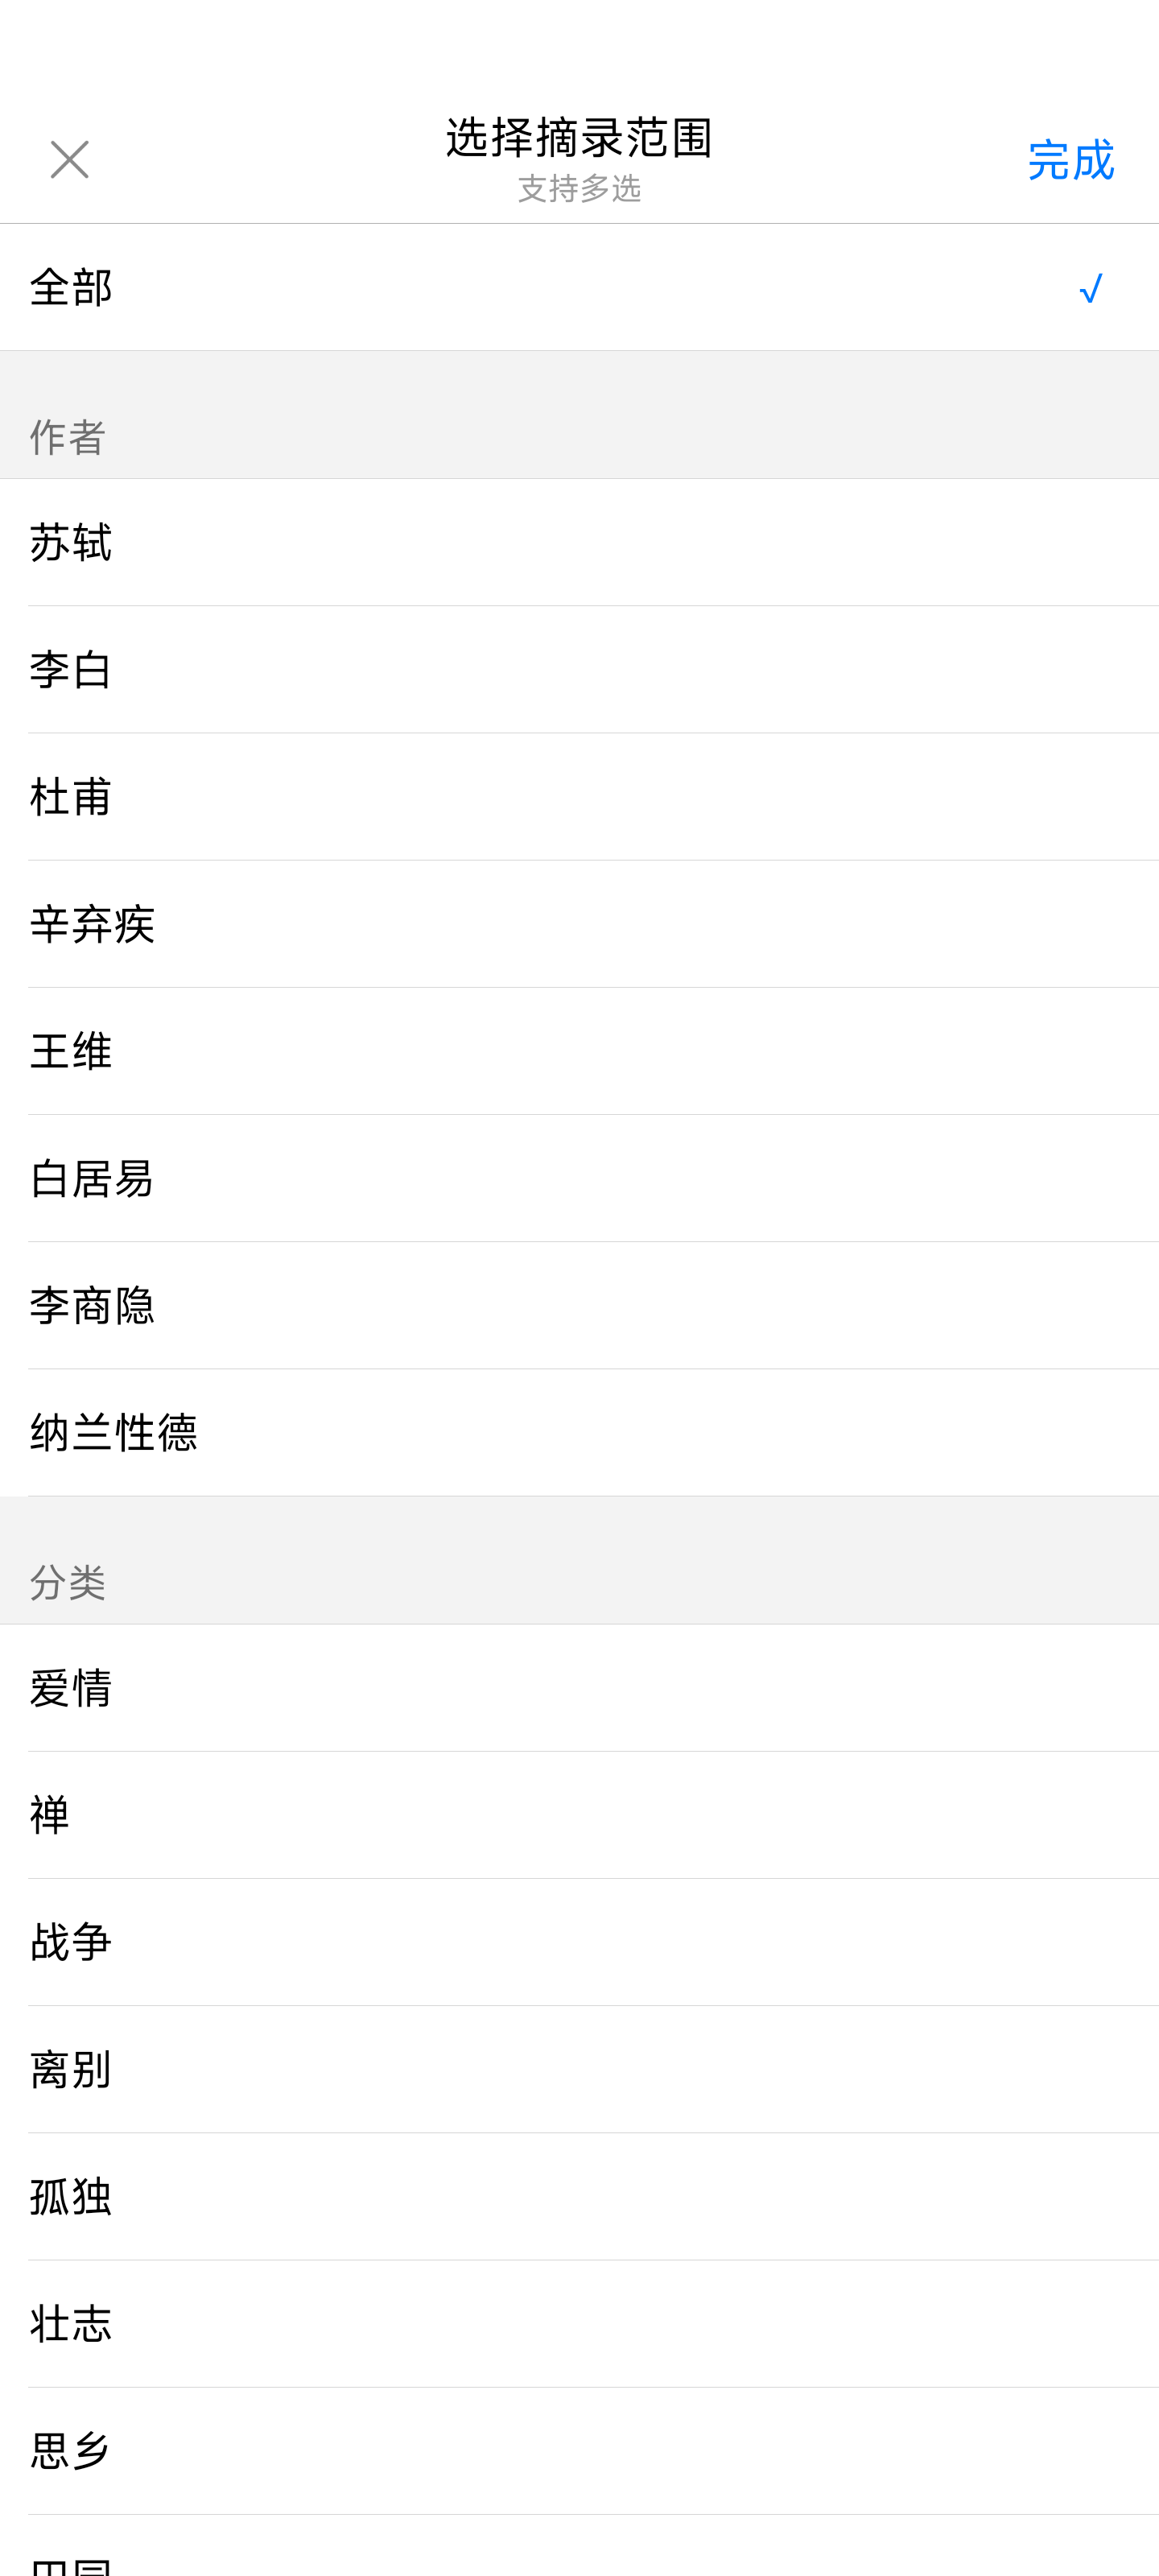 选择摘录范围
支持多选
完成
全部
√
作者
苏轼
李白
杜甫
辛弃疾
王维
白居易
李商隐
纳兰性德
分类
爱情
禅
战争
离别
孤独
壮志
思乡
田园